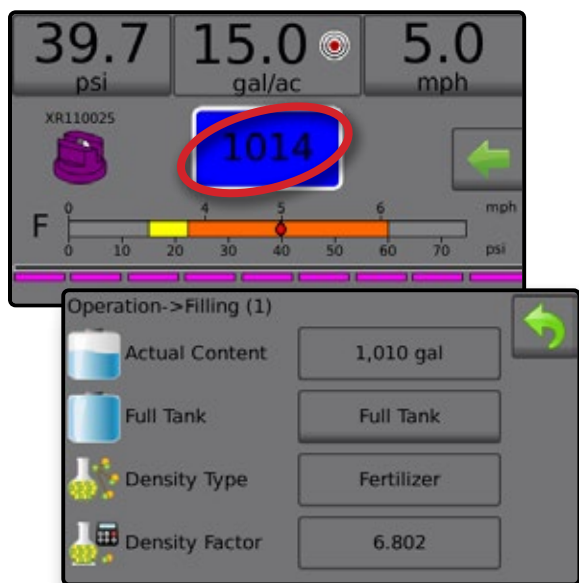 39.7 15.0 5.0
psi gal/ac mph
XR110025
1014
0 4 5 6 mph
F
0 10 20 30 40 50 60 70 psi
Operation->Filling (1)
Actual Content 1,010 gal
Full Tank Full Tank
Density Type Fertilizer
Density Factor 6.802